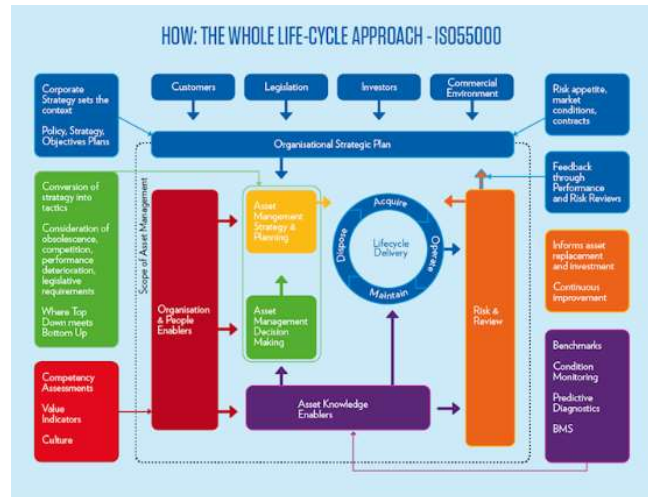 HOW: THE WHOLE LIFE-CYCLE APPROACH - ISO55000
Corporate
Strategy sets the
context
Policy, Strategy,
Objectives Plans
Customers
Legislation
Investors
Commercial
Environment
Risk appetite,
market
conditions,
contracts
Organisational Strategic Plan
Feedback
through
Performance
and Risk Reviews
Conversion of
strategy into
tactics
Consideration of
obsolescence,
competition,
performance
deterioration,
legislative
requirements
Where Top
Down meets
Bottom Up
Scope of Asset Management
Organisation
& People
Enablers
Asset
Mangement
Strategy &
Planning
Asset
Management
Decision
Making
Acquire
Operate
Maintain
Dispose
Lifecycle
Delivery
Risk &
Review
Informs asset
replacement
and investment
Continuous
Improvement
Competency
Assessments
Value
Indicators
Culture
Asset Knowledge
Enablers
Benchmarks
Condition
Monitoring
Predictive
Diagnostics
BMS